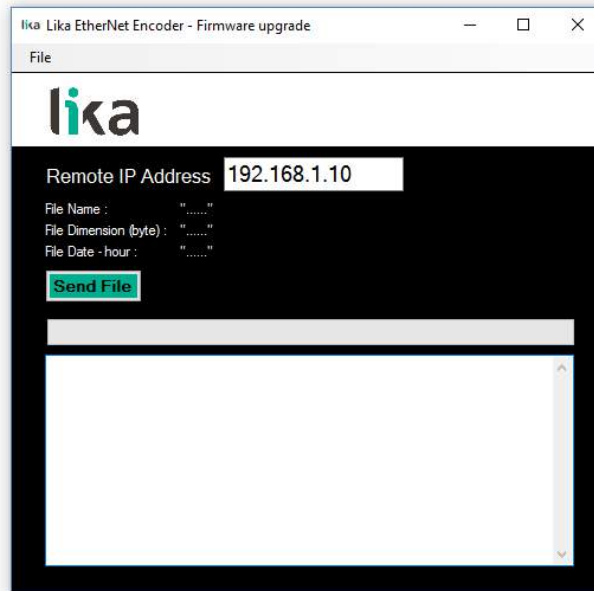 lika Lika EtherNet Encoder - Firmware upgrade
File
lika
Remote IP Address 192.168.1.10
File Name : "......"
File Dimension (byte) : "......"
File Date - hour : "......"
Send File